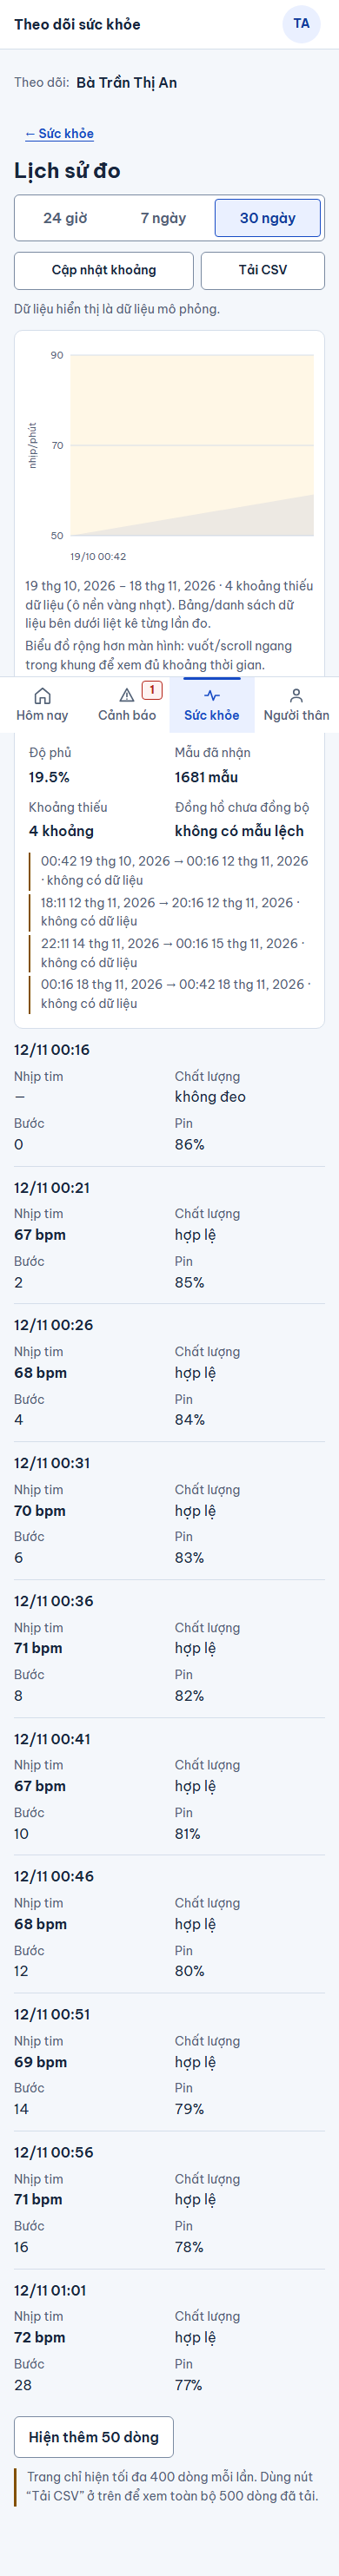 Theo dõi sức khỏe
TA
Theo dõi: Bà Trần Thị An
← Sức khỏe
Lịch sử đo
24 giờ
7 ngày
30 ngày
Cập nhật khoảng
Tải CSV
Dữ liệu hiển thị là dữ liệu mô phỏng.
90
nhịp/phút
70
50
19/10 00:42
19 thg 10, 2026 – 18 thg 11, 2026 · 4 khoảng thiếu
dữ liệu (ô nền vàng nhạt). Bảng/danh sách dữ
liệu bên dưới liệt kê từng lần đo.
Biểu đồ rộng hơn màn hình: vuốt/scroll ngang
trong khung để xem đủ khoảng thời gian.
Hôm nay
Cảnh báo
1
Sức khỏe
Người thân
Độ phủ
Mẫu đã nhận
19.5%
1681 mẫu
Khoảng thiếu
Đồng hồ chưa đồng bộ
4 khoảng
không có mẫu lệch
00:42 19 thg 10, 2026 → 00:16 12 thg 11, 2026
· không có dữ liệu
18:11 12 thg 11, 2026 → 20:16 12 thg 11, 2026 ·
không có dữ liệu
22:11 14 thg 11, 2026 → 00:16 15 thg 11, 2026 ·
không có dữ liệu
00:16 18 thg 11, 2026 → 00:42 18 thg 11, 2026 ·
không có dữ liệu
12/11 00:16
Nhịp tim
Chất lượng
—
không đeo
Bước
Pin
0
86%
12/11 00:21
Nhịp tim
Chất lượng
67 bpm
hợp lệ
Bước
Pin
2
85%
12/11 00:26
Nhịp tim
Chất lượng
68 bpm
hợp lệ
Bước
Pin
4
84%
12/11 00:31
Nhịp tim
Chất lượng
70 bpm
hợp lệ
Bước
Pin
6
83%
12/11 00:36
Nhịp tim
Chất lượng
71 bpm
hợp lệ
Bước
Pin
8
82%
12/11 00:41
Nhịp tim
Chất lượng
67 bpm
hợp lệ
Bước
Pin
10
81%
12/11 00:46
Nhịp tim
Chất lượng
68 bpm
hợp lệ
Bước
Pin
12
80%
12/11 00:51
Nhịp tim
Chất lượng
69 bpm
hợp lệ
Bước
Pin
14
79%
12/11 00:56
Nhịp tim
Chất lượng
71 bpm
hợp lệ
Bước
Pin
16
78%
12/11 01:01
Nhịp tim
Chất lượng
72 bpm
hợp lệ
Bước
Pin
28
77%
Hiện thêm 50 dòng
Trang chỉ hiện tối đa 400 dòng mỗi lần. Dùng nút
“Tải CSV” ở trên để xem toàn bộ 500 dòng đã tải.